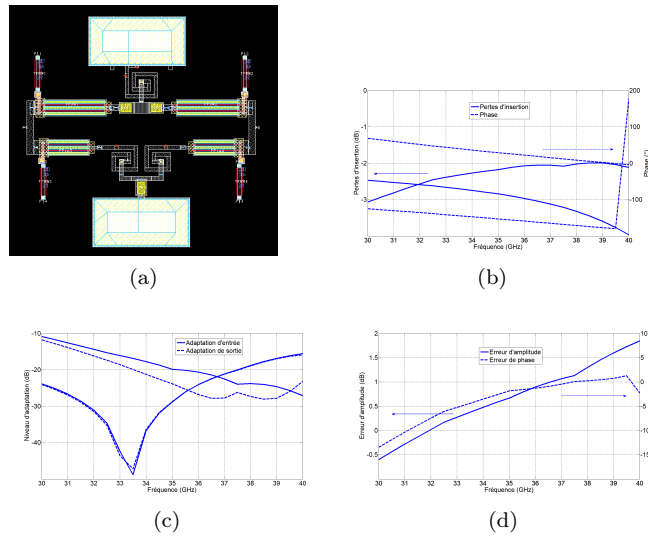 (a)
Pertes d'insertion
Phase
Pertes d'insertion (dB)
-1
-2
-3
200
100
0
-100
Phase (°)
30 31 32 33 34 35 36 37 38 39 40
Fréquence (GHz)
(b)
Adaptation d'entrée
Adaptation de sortie
Niveau d'adaptation (dB)
-10
-20
-30
-40
30 31 32 33 34 35 36 37 38 39 40
Fréquence (GHz)
(c)
Erreur d'amplitude
Erreur de phase
Erreur d'amplitude (dB)
2
1.5
1
0.5
0
-0.5
10
5
0
-5
-10
-15
30 31 32 33 34 35 36 37 38 39 40
Fréquence (GHz)
(d)